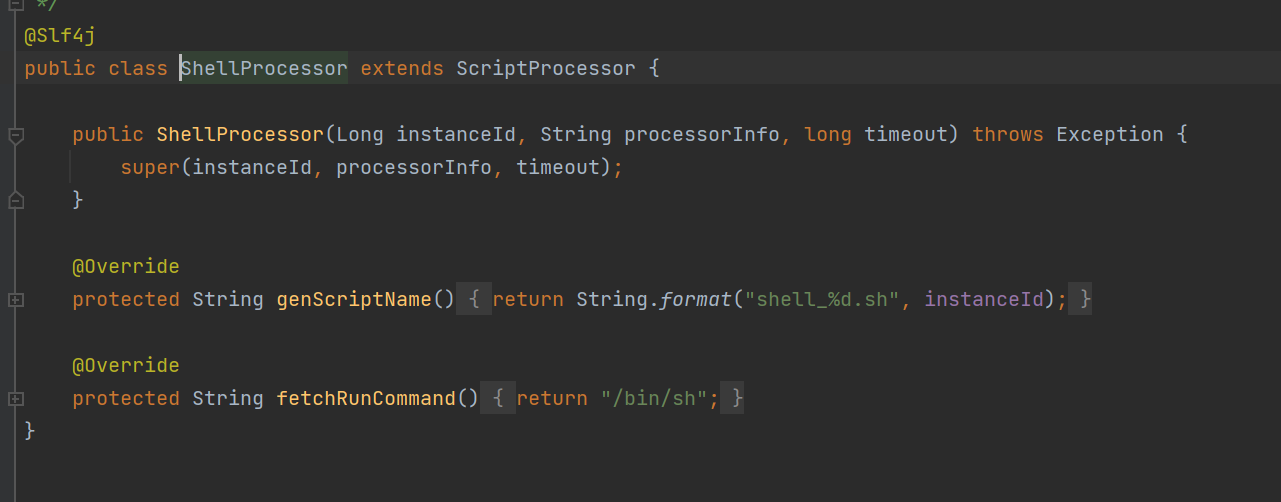 */
@Slf4j
public class ShellProcessor extends ScriptProcessor {
public ShellProcessor(Long instanceId, String processorInfo, long timeout) throws Exception {
super(instanceId, processorInfo, timeout);
}
@Override
protected String genScriptName() { return String.format("shell_%d.sh", instanceId); }
@Override
protected String fetchRunCommand() { return "/bin/sh"; }
}